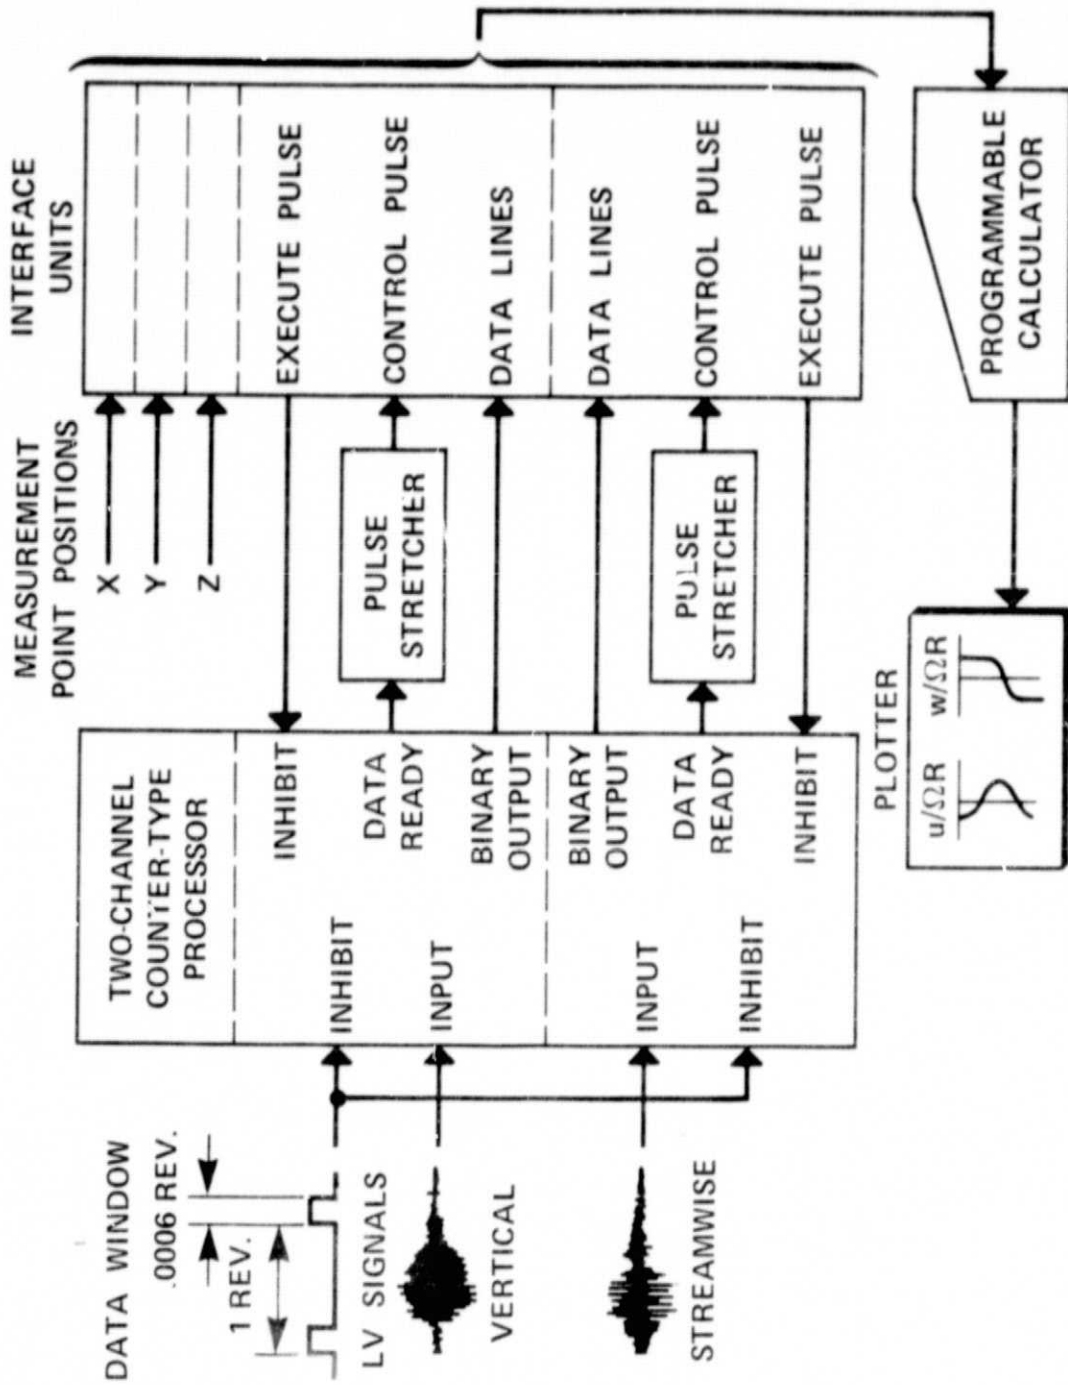 DATA WINDOW
.0006 REV.
1 REV.
LV SIGNALS
VERTICAL
STREAMWISE
TWO-CHANNEL
COUNTER-TYPE
PROCESSOR
INHIBIT
INPUT
INPUT
INHIBIT
INHIBIT
DATA
READY
BINARY
OUTPUT
BINARY
OUTPUT
DATA
READY
INHIBIT
MEASUREMENT
POINT POSITIONS
X
Y
Z
PULSE
STRETCHER
PULSE
STRETCHER
INTERFACE
UNITS
EXECUTE PULSE
CONTROL PULSE
DATA LINES
DATA LINES
CONTROL PULSE
EXECUTE PULSE
PLOTTER
u/ΩR
w/ΩR
PROGRAMMABLE
CALCULATOR